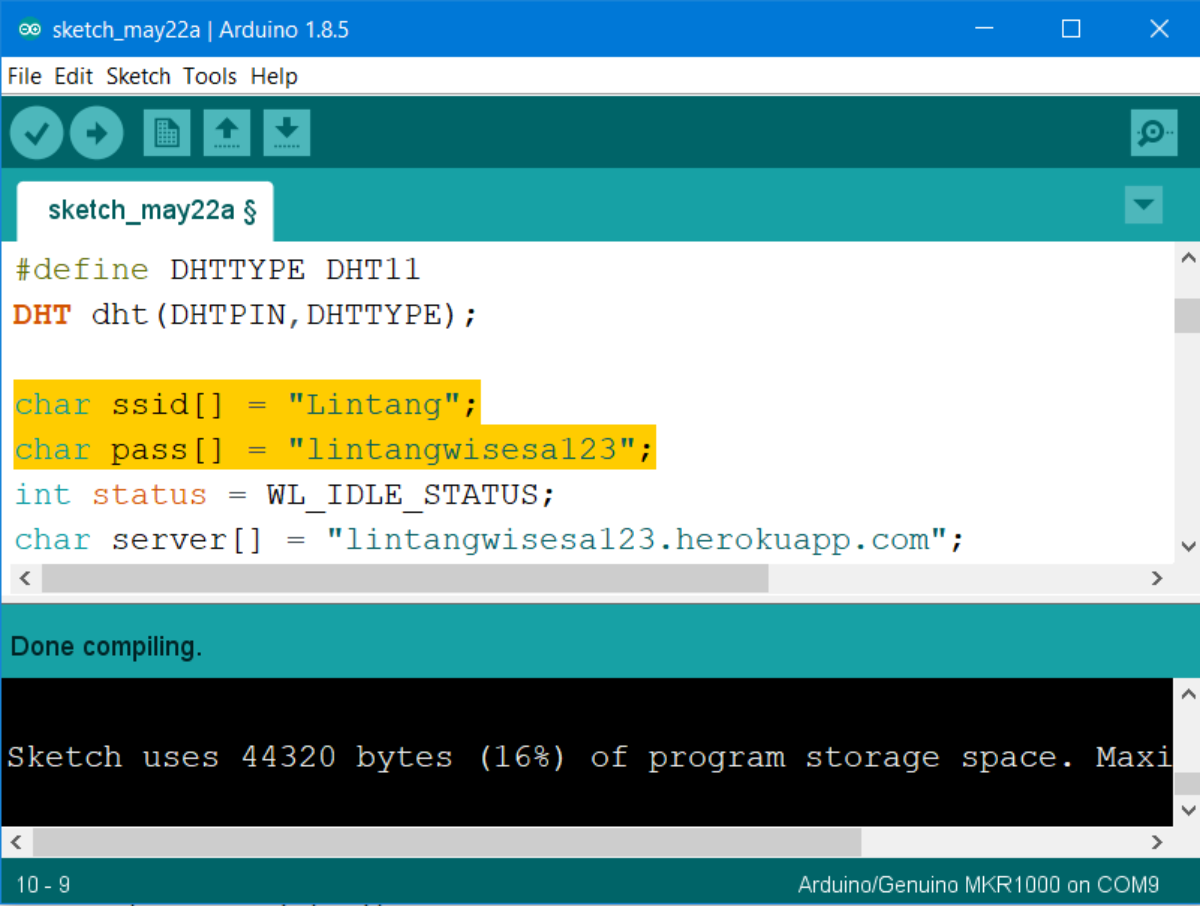 sketch_may22a | Arduino 1.8.5
File Edit Sketch Tools Help
sketch_may22a §
#define DHTTYPE DHT11
DHT dht(DHTPIN,DHTTYPE);
char ssid[] = "Lintang";
char pass[] = "lintangwisesa123";
int status = WL_IDLE_STATUS;
char server[] = "lintangwisesa123.herokuapp.com";
Done compiling.
Sketch uses 44320 bytes (16%) of program storage space. Maxi
10 - 9 Arduino/Genuino MKR1000 on COM9